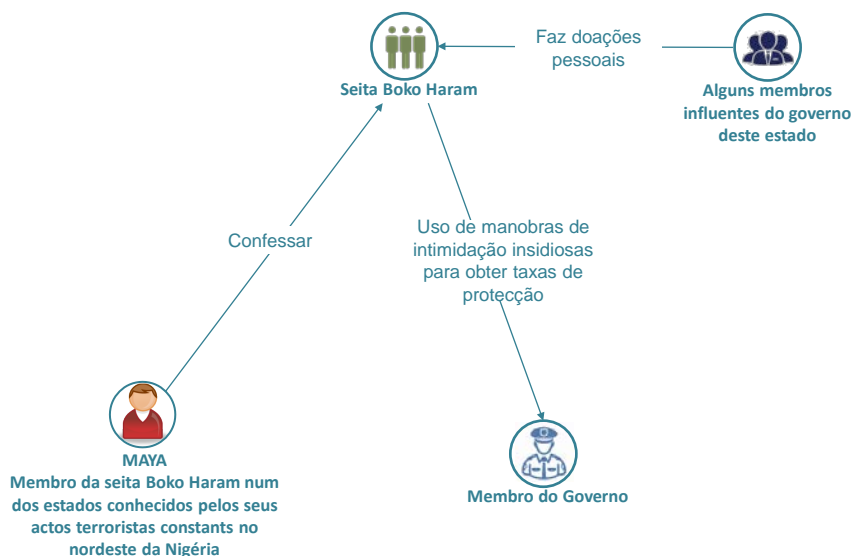 Faz doações
pessoais
Seita Boko Haram
Alguns membros
influentes do governo
deste estado
Confessar
Uso de manobras de
intimidação insidiosas
para obter taxas de
protecção
MAYA
Membro da seita Boko Haram num
dos estados conhecidos pelos seus
actos terroristas constants no
nordeste da Nigéria
Membro do Governo